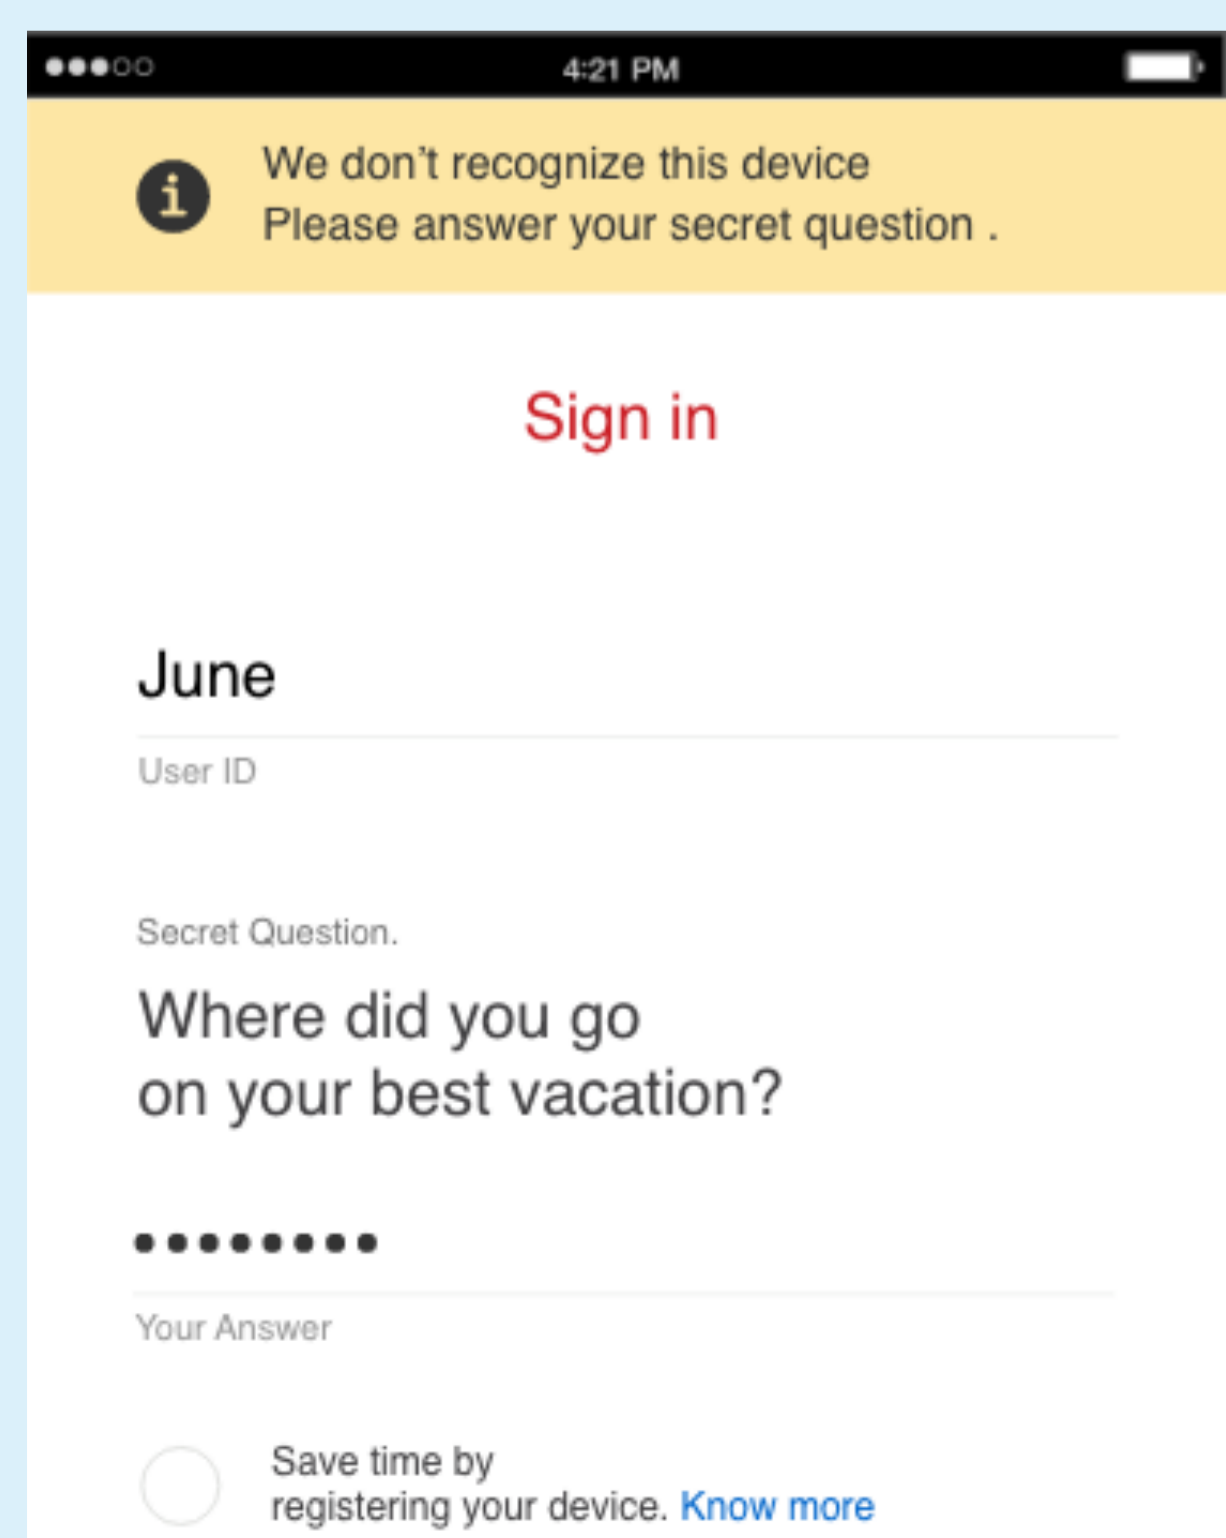 4:21 PM
We don't recognize this device
Please answer your secret question .
Sign in
June
User ID
Secret Question.
Where did you go
on your best vacation?
••••••••
Your Answer
Save time by
registering your device. Know more